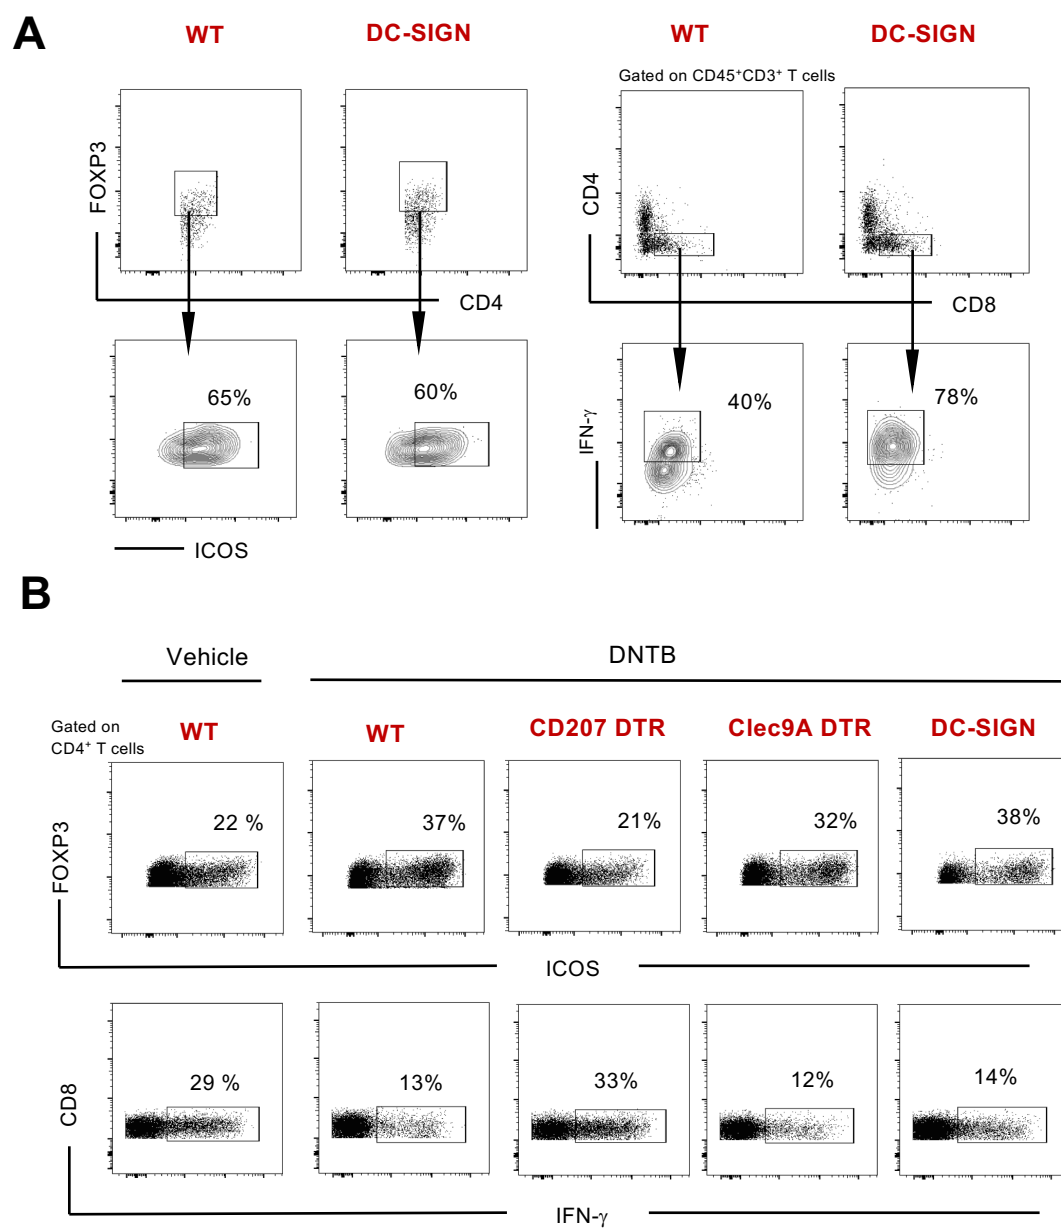 A
WT
DC-SIGN
WT
DC-SIGN
Gated on CD45⁺CD3⁺ T cells
FOXP3
CD4
CD4
CD8
65%
60%
40%
78%
IFN-γ
ICOS
B
Vehicle
DNTB
Gated on
CD4⁺ T cells
WT
WT
CD207 DTR
Clec9A DTR
DC-SIGN
FOXP3
22 %
37%
21%
32%
38%
ICOS
CD8
29 %
13%
33%
12%
14%
IFN-γ